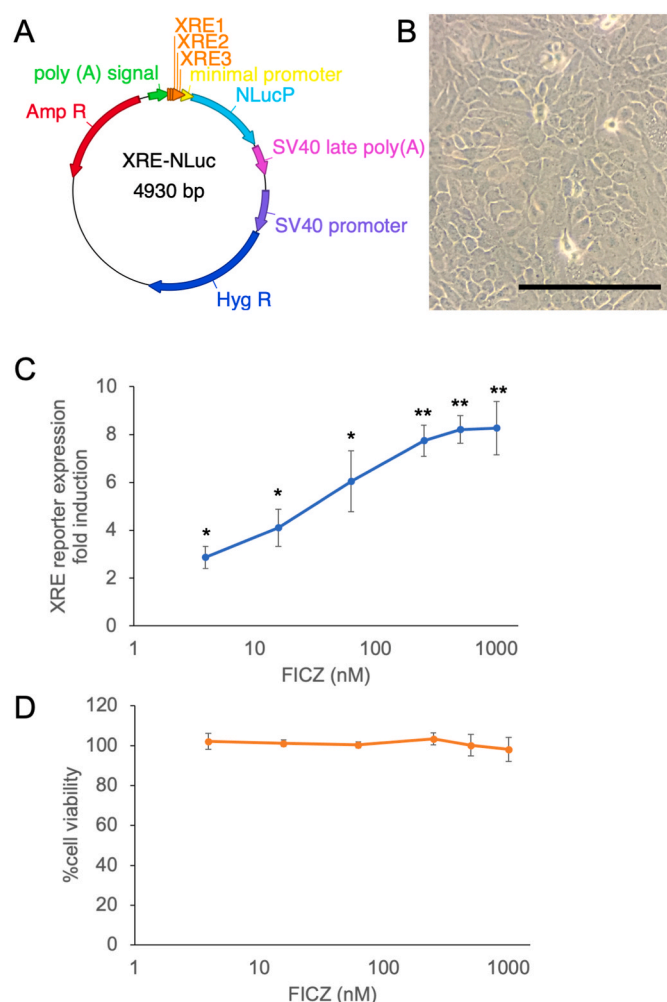 A
XRE1
XRE2
XRE3
poly (A) signal
minimal promoter
NLucP
Amp R
SV40 late poly(A)
XRE-NLuc
4930 bp
SV40 promoter
Hyg R
B
C
XRE reporter expression
fold induction
10
8
6
4
2
0
* * * ** ** **
1 10 100 1000
FICZ (nM)
D
%cell viability
120
100
80
60
40
20
0
1 10 100 1000
FICZ (nM)